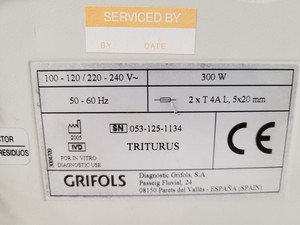 SERVICED BY
BY DATE
100 - 120 / 220 - 240 V~
300 W
50 - 60 Hz
2 x T 4A L, 5x20 mm
2005
SN 053-125-1134
IVD
TRITURUS
FOR IN VITRO
DIAGNOSTIC USE
CE
TOR
RESIDUOS
GRIFOLS
Diagnostic Grifols, S.A.
Passeig Fluvial, 24
08150 Parets del Vallès - ESPAÑA (SPAIN)